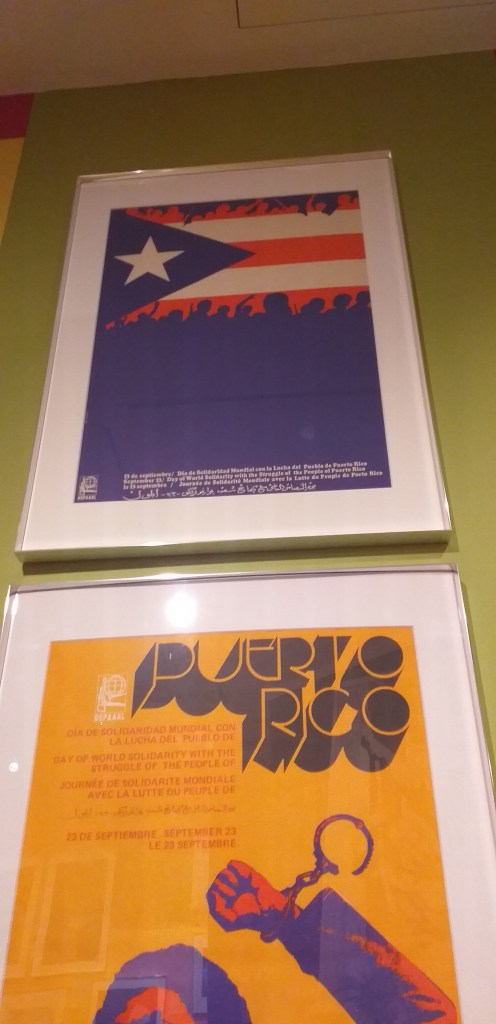 23 de septiembre/ Día de Solidaridad Mundial con la Lucha del Pueblo de Puerto Rico
September 23/ Day of World Solidarity with the Struggle of the People of Puerto Rico
le 23 septembre / Journée de Solidarité Mondiale avec la Lutte du Peuple de Porto Rico
OSPAAAL
PUERTO
RICO
OSPAAAL
DÍA DE SOLIDARIDAD MUNDIAL CON
LA LUCHA DEL PUEBLO DE
DAY OF WORLD SOLIDARITY WITH THE
STRUGGLE OF THE PEOPLE OF
JOURNÉE DE SOLIDARITE MONDIALE
AVEC LA LUTTE DU PEUPLE DE
23 DE SEPTIEMBRE SEPTEMBER 23
LE 23 SEPTEMBRE